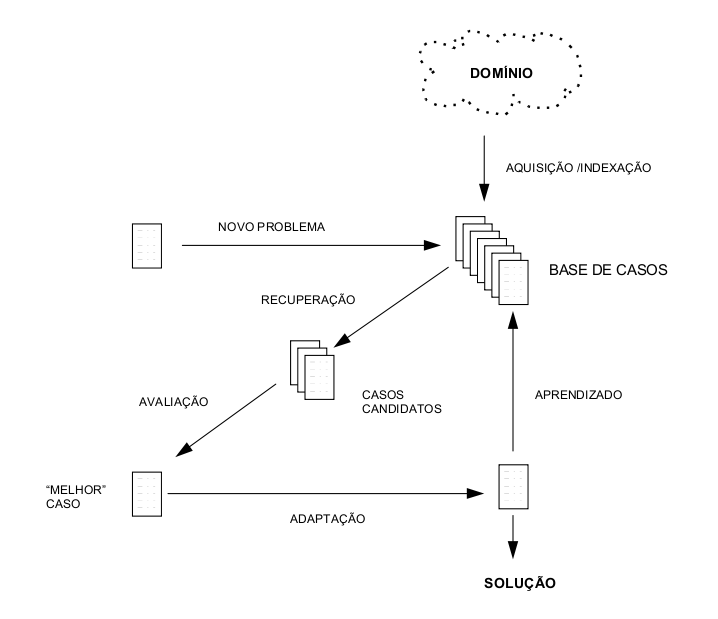 DOMÍNIO
AQUISIÇÃO /INDEXAÇÃO
NOVO PROBLEMA
BASE DE CASOS
RECUPERAÇÃO
CASOS
CANDIDATOS
AVALIAÇÃO
APRENDIZADO
“MELHOR”
CASO
ADAPTAÇÃO
SOLUÇÃO